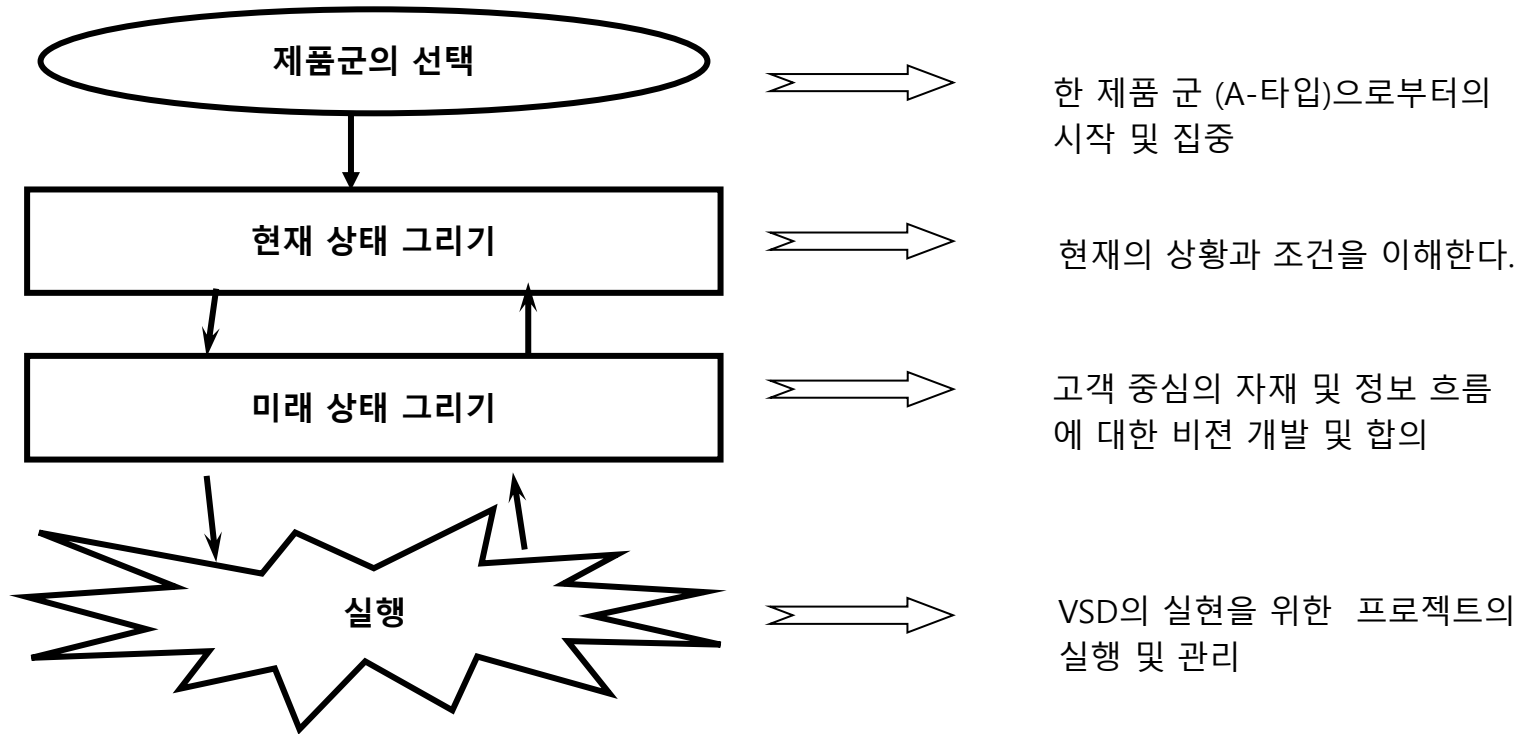 제품군의 선택
한 제품 군 (A-타입)으로부터의
시작 및 집중
현재 상태 그리기
현재의 상황과 조건을 이해한다.
미래 상태 그리기
고객 중심의 자재 및 정보 흐름
에 대한 비젼 개발 및 합의
실행
VSD의 실현을 위한 프로젝트의
실행 및 관리